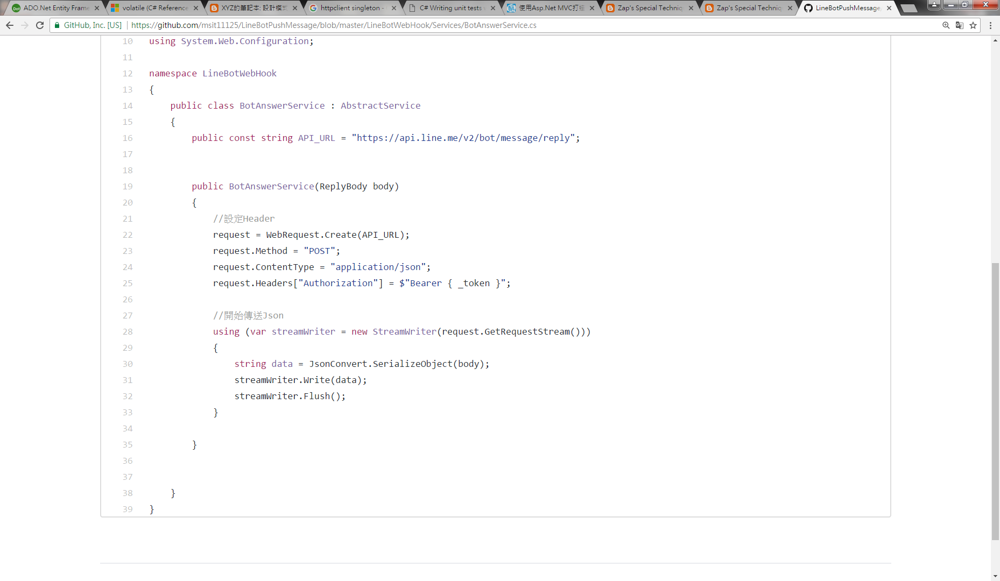 ADO.Net Entity Frame
volatile (C# Reference
XYZ的筆記本: 設計模式
httpclient singleton -
C# Writing unit tests
使用Asp.Net MVC打造
Zap's Special Techniq
Zap's Special Techniq
LineBotPushMessage
GitHub, Inc. [US] | https://github.com/msit11125/LineBotPushMessage/blob/master/LineBotWebHook/Services/BotAnswerService.cs
10 using System.Web.Configuration;
11
12 namespace LineBotWebHook
13 {
14 public class BotAnswerService : AbstractService
15 {
16 public const string API_URL = "https://api.line.me/v2/bot/message/reply";
17
18
19 public BotAnswerService(ReplyBody body)
20 {
21 //設定Header
22 request = WebRequest.Create(API_URL);
23 request.Method = "POST";
24 request.ContentType = "application/json";
25 request.Headers["Authorization"] = $"Bearer { _token }";
26
27 //開始傳送Json
28 using (var streamWriter = new StreamWriter(request.GetRequestStream()))
29 {
30 string data = JsonConvert.SerializeObject(body);
31 streamWriter.Write(data);
32 streamWriter.Flush();
33 }
34
35 }
36
37
38 }
39 }